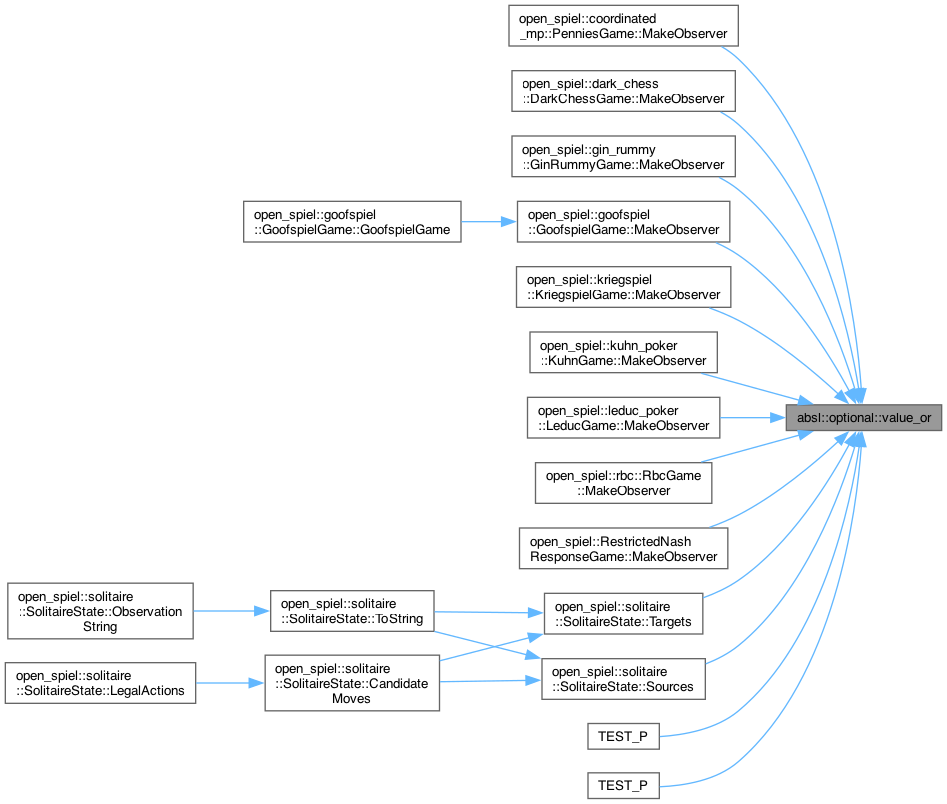 open_spiel::coordinated
_mp::PenniesGame::MakeObserver
open_spiel::dark_chess
::DarkChessGame::MakeObserver
open_spiel::gin_rummy
::GinRummyGame::MakeObserver
open_spiel::goofspiel
::GoofspielGame::GoofspielGame
open_spiel::goofspiel
::GoofspielGame::MakeObserver
open_spiel::kriegspiel
::KriegspielGame::MakeObserver
open_spiel::kuhn_poker
::KuhnGame::MakeObserver
absl::optional::value_or
open_spiel::leduc_poker
::LeducGame::MakeObserver
open_spiel::rbc::RbcGame
::MakeObserver
open_spiel::RestrictedNash
ResponseGame::MakeObserver
open_spiel::solitaire
::SolitaireState::Observation
String
open_spiel::solitaire
::SolitaireState::ToString
open_spiel::solitaire
::SolitaireState::Targets
open_spiel::solitaire
::SolitaireState::LegalActions
open_spiel::solitaire
::SolitaireState::Candidate
Moves
open_spiel::solitaire
::SolitaireState::Sources
TEST_P
TEST_P